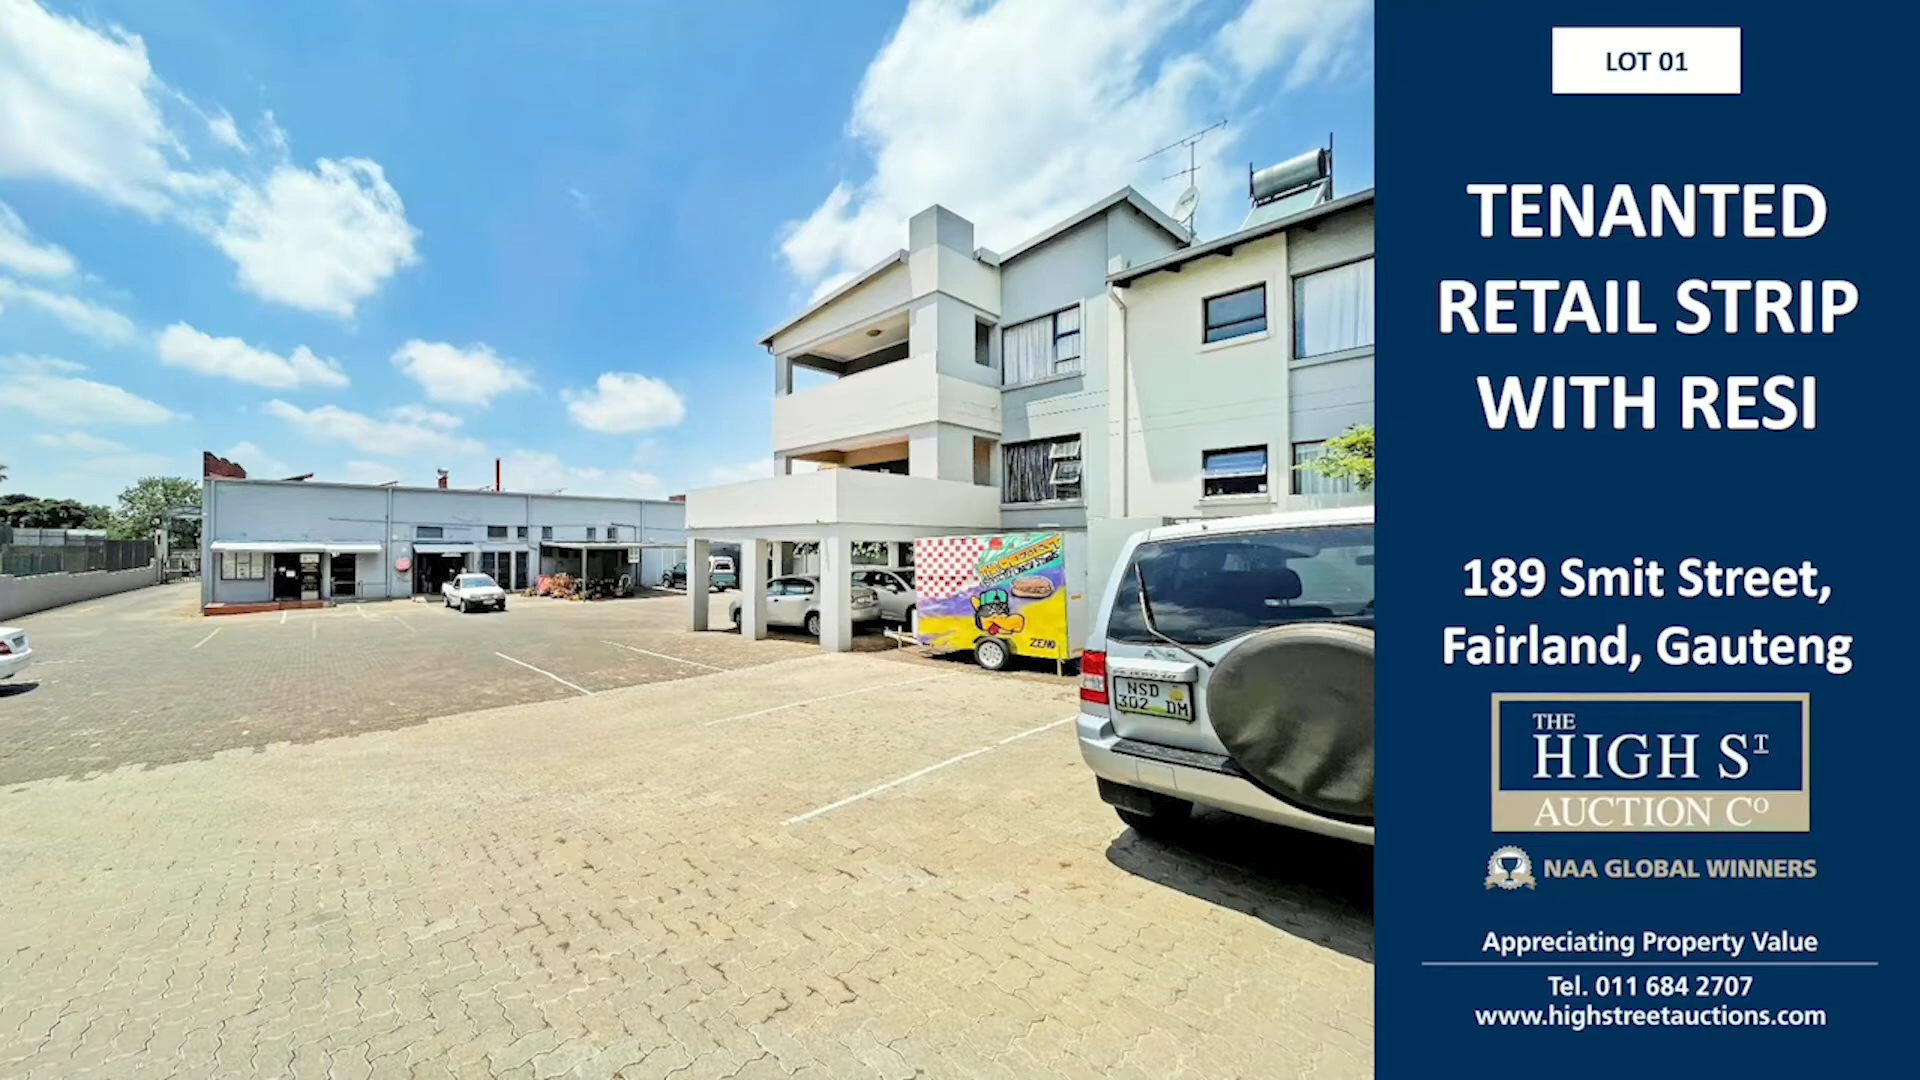 LOT 01
TENANTED
RETAIL STRIP
WITH RESI
189 Smit Street,
Fairland, Gauteng
THE
HIGH ST
AUCTION CO
NAA GLOBAL WINNERS
Appreciating Property Value
Tel. 011 684 2707
www.highstreetauctions.com
ZENO
NSD
302 DM